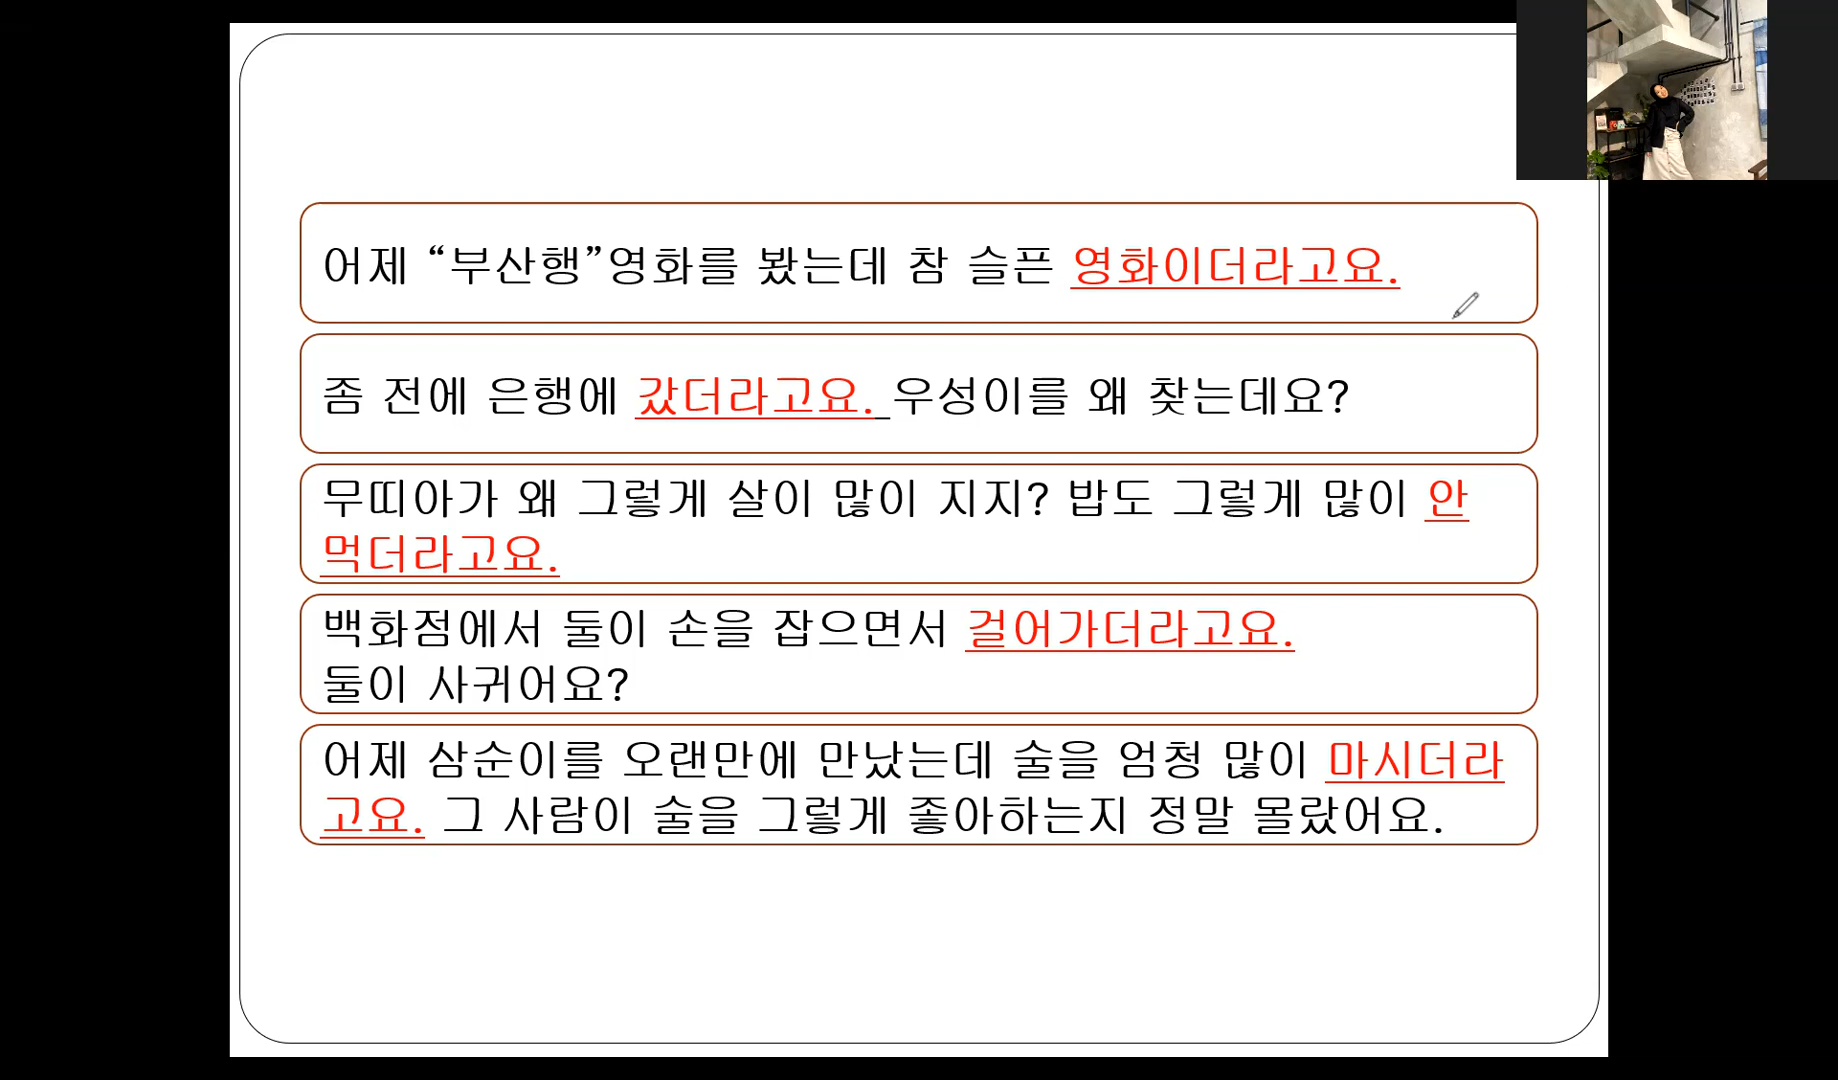 어제 “부산행”영화를 봤는데 참 슬픈 영화이더라고요.
좀 전에 은행에 갔더라고요. 우성이를 왜 찾는데요?
무띠아가 왜 그렇게 살이 많이 지지? 밥도 그렇게 많이 안
먹더라고요.
백화점에서 둘이 손을 잡으면서 걸어가더라고요.
둘이 사귀어요?
어제 삼순이를 오랜만에 만났는데 술을 엄청 많이 마시더라
고요. 그 사람이 술을 그렇게 좋아하는지 정말 몰랐어요.